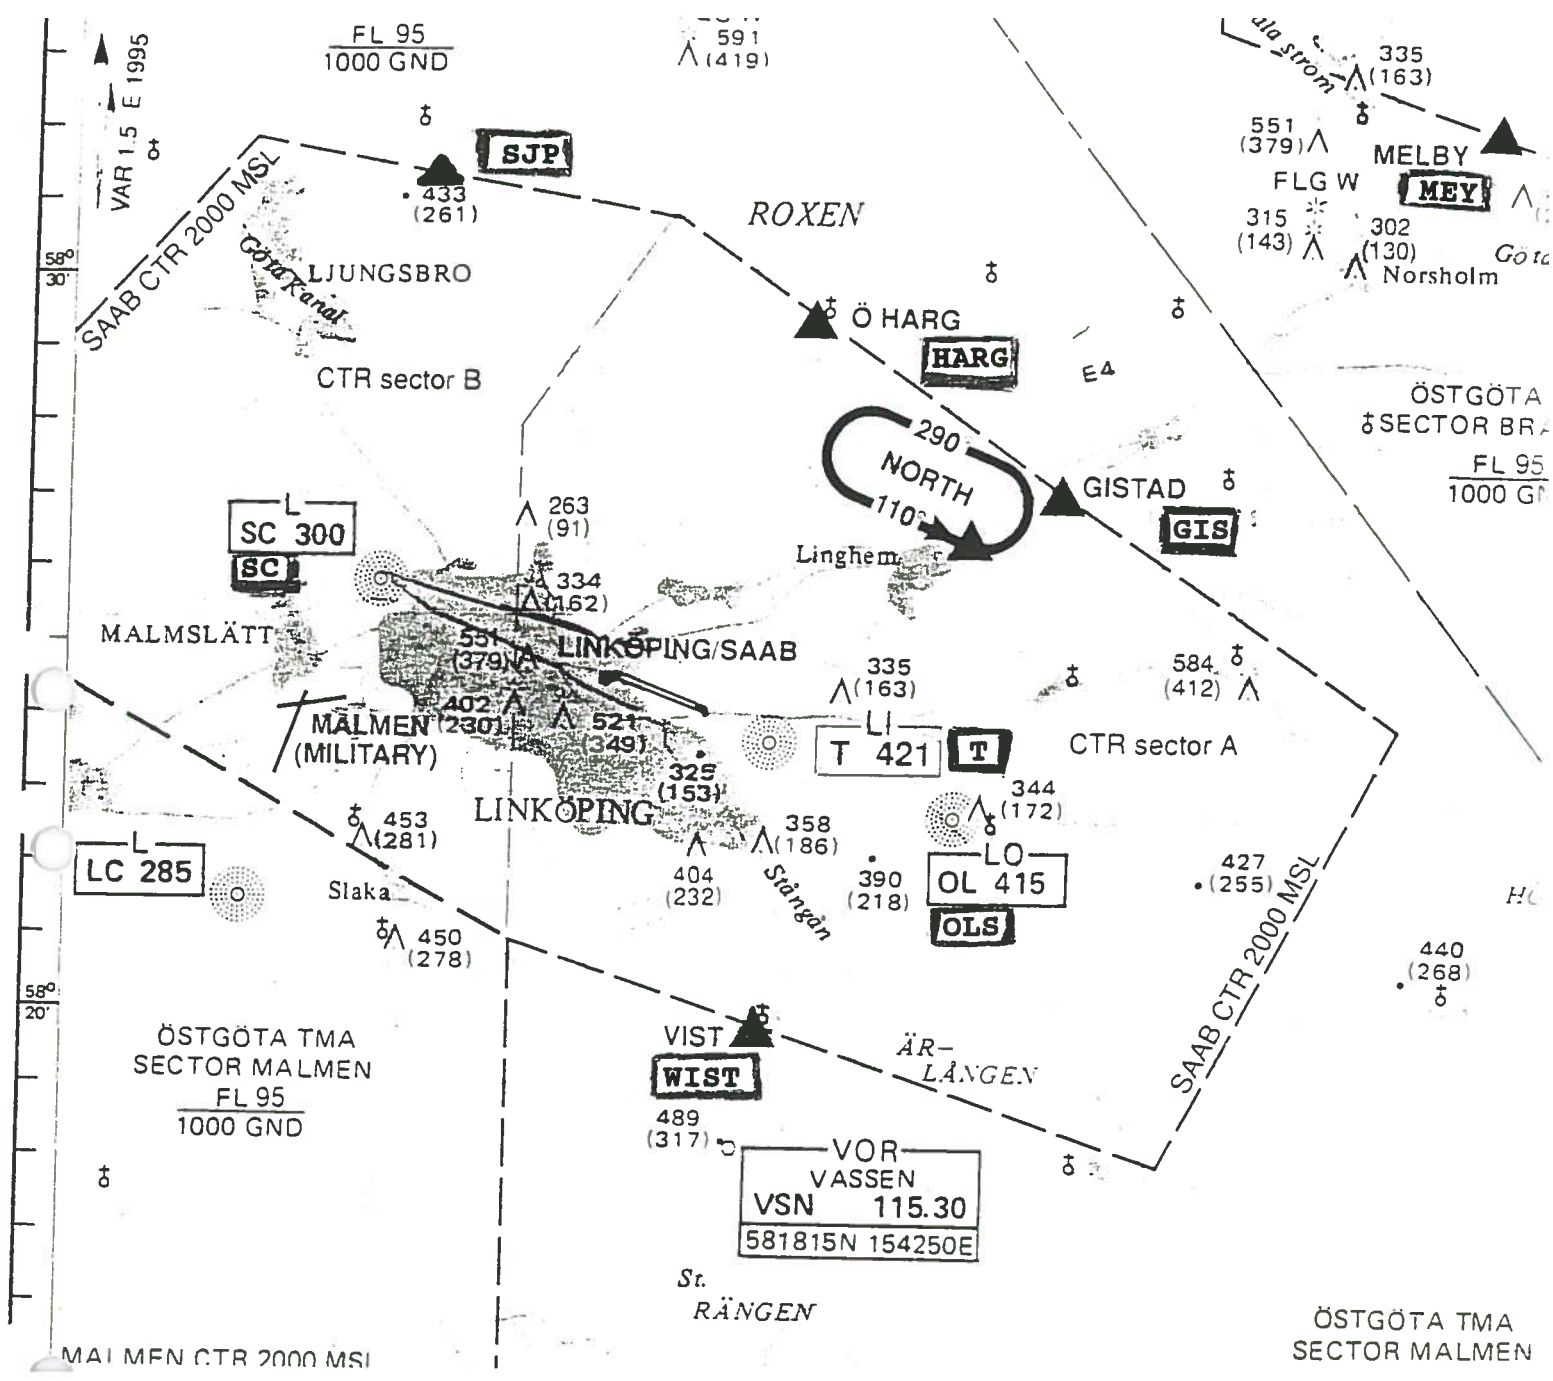 FL 95
1000 GND
591
(419)
VAR 1.5 E 1995
SJP
433
(261)
SAAB CTR 2000 MSL
ROXEN
ström
335
(163)
551
(379)
MELBY
MEY
FLG W
315
(143)
302
(130)
Norsholm
58°
30'
Göta Kanal
LJUNGSBRO
CTR sector B
Ö HARG
HARG
E4
ÖSTGÖTA
SECTOR
FL 95
1000
290
NORTH
110°
GISTAD
GIS
Linghem
L
SC 300
SC
263
(91)
334
(162)
MALMSLÄTT
551
(379)
LINKÖPING/SAAB
335
(163)
584
(412)
402
(230)
521
(349)
MALMEN
(MILITARY)
LI
T 421
T
CTR sector A
325
(153)
LINKÖPING
344
(172)
453
(281)
358
(186)
L
LC 285
Slaka
404
(232)
Stångån
390
(218)
LO
OL 415
OLS
427
(255)
450
(278)
440
(268)
58°
20'
ÖSTGÖTA TMA
SECTOR MALMEN
FL 95
1000 GND
VIST
WIST
ÄR-
LÅNGEN
SAAB CTR 2000 MSL
489
(317)
VOR
VASSEN
VSN 115.30
581815N 154250E
St.
RÄNGEN
ÖSTGÖTA TMA
SECTOR MALMEN
MALMEN CTR 2000 MSL